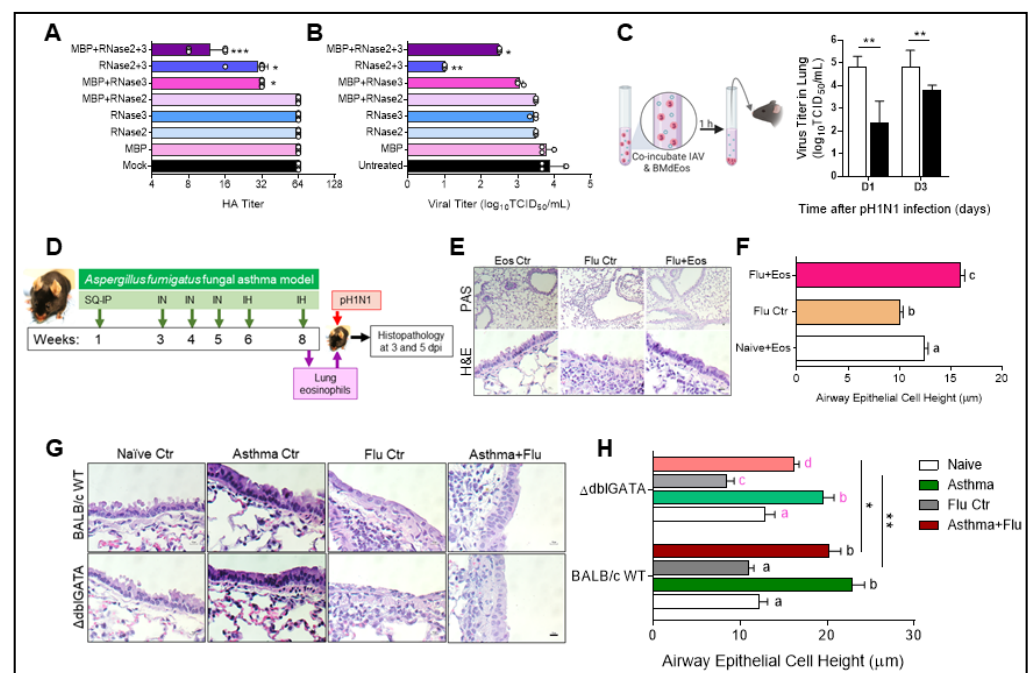 A
MBP+RNase2+3
RNase2+3
MBP+RNase3
MBP+RNase2
RNase3
RNase2
MBP
Mock
***
*
*
4 8 16 32 64 128
HA Titer
B
MBP+RNase2+3
RNase2+3
MBP+RNase3
MBP+RNase2
RNase3
RNase2
MBP
Untreated
*
**
0 1 2 3 4 5
Viral Titer (log10TCID50/mL)
C
Co-incubate IAV
& BMdEos
1 h
Virus Titer in Lung
(log10TCID50/mL)
6
5
4
3
2
1
0
** **
D1 D3
Time after pH1N1 infection (days)
D
Aspergillus fumigatus fungal asthma model
SQ-IP IN IN IN IH IH
Weeks: 1 3 4 5 6 8
pH1N1
Histopathology
at 3 and 5 dpi
Lung
eosinophils
E
Eos Ctr Flu Ctr Flu+Eos
PAS
H&E
F
Flu+Eos
Flu Ctr
Naive+Eos
c
b
a
0 5 10 15 20
Airway Epithelial Cell Height (μm)
G
Naïve Ctr Asthma Ctr Flu Ctr Asthma+Flu
BALB/c WT
ΔdblGATA
H
ΔdblGATA
BALB/c WT
d
c
b
a
b
a
b
a
*
**
0 10 20 30
Airway Epithelial Cell Height (μm)
Naive
Asthma
Flu Ctr
Asthma+Flu